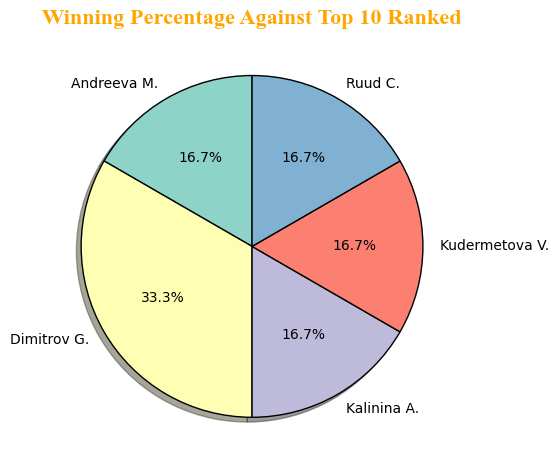 Winning Percentage Against Top 10 Ranked
Andreeva M.
Ruud C.
16.7%
16.7%
Kudermetova V.
16.7%
33.3%
Dimitrov G.
16.7%
Kalinina A.